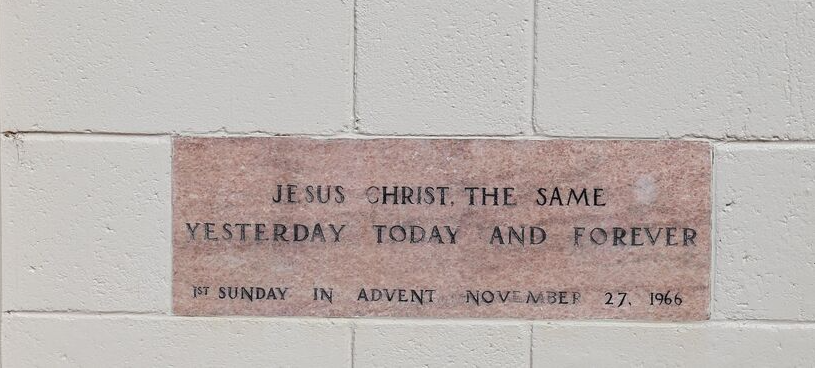 JESUS CHRIST, THE SAME
YESTERDAY TODAY AND FOREVER
1ST SUNDAY IN ADVENT NOVEMBER 27, 1966